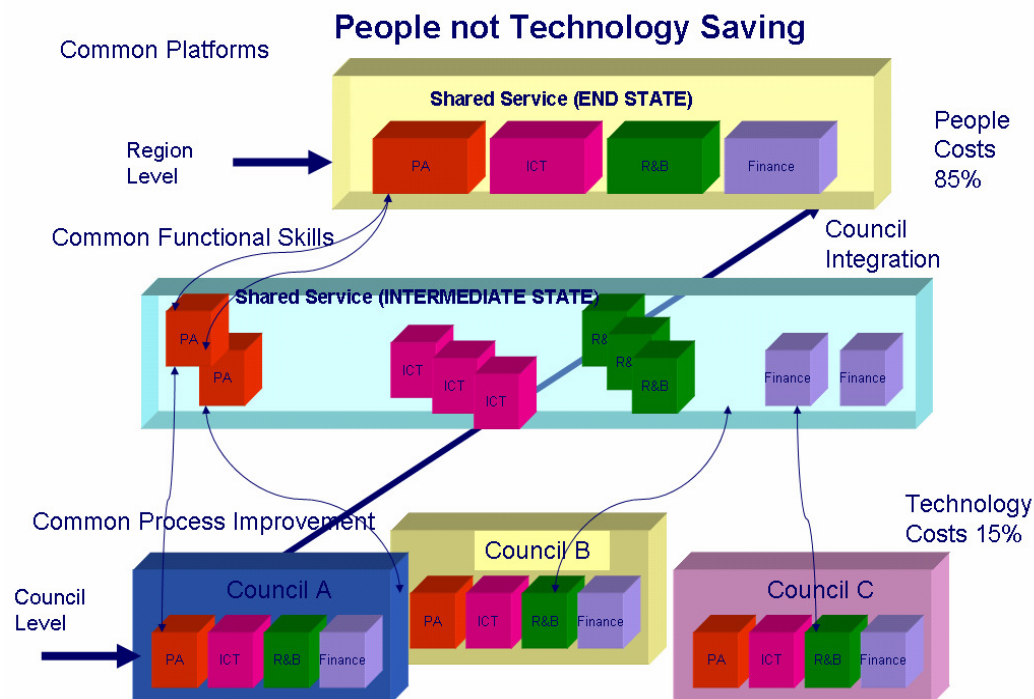 People not Technology Saving
Common Platforms
Shared Service (END STATE)
PA
ICT
R&B
Finance
Region
Level
People
Costs
85%
Common Functional Skills
Council
Integration
Shared Service (INTERMEDIATE STATE)
PA
PA
ICT
ICT
ICT
R&
R&
R&B
Finance
Finance
Common Process Improvement
Technology
Costs 15%
Council
Level
Council A
PA
ICT
R&B
Finance
Council B
PA
ICT
R&B
Finance
Council C
PA
ICT
R&B
Finance